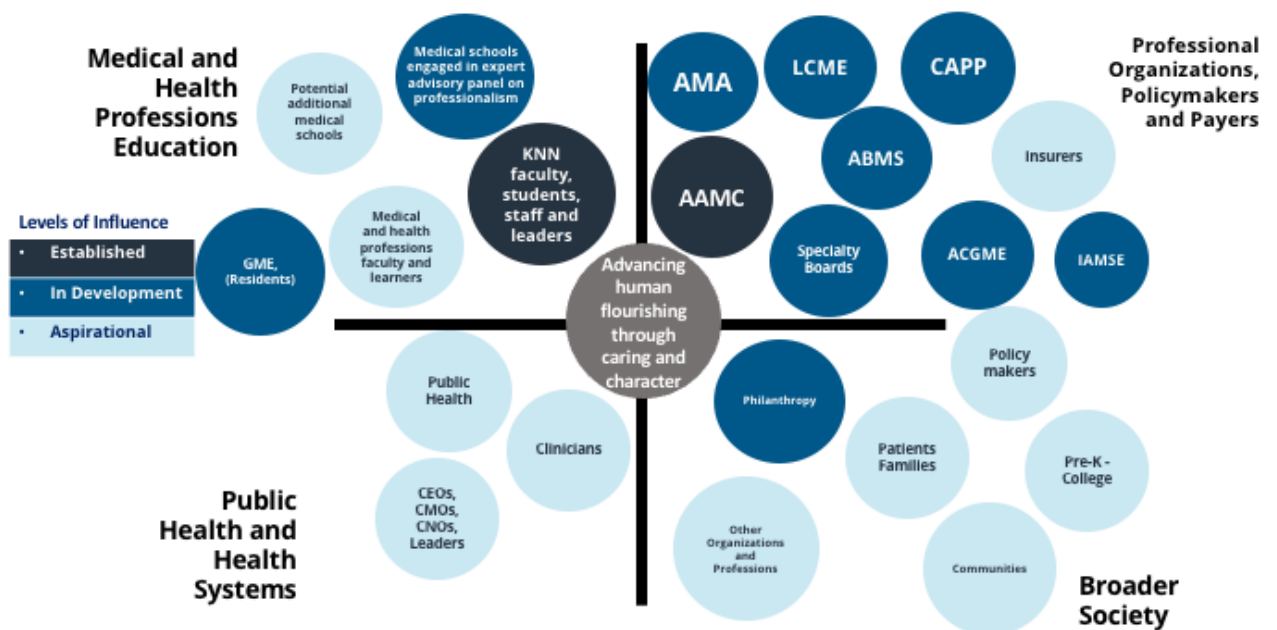 Medical and
Health
Professions
Education
Potential
additional
medical
schools
Medical schools
engaged in expert
advisory panel on
professionalism
KNN
faculty,
students,
staff and
leaders
Medical
and health
professions
faculty and
learners
GME,
(Residents)
Levels of Influence
• Established
• In Development
• Aspirational
AMA
LCME
CAPP
Professional
Organizations,
Policymakers
and Payers
ABMS
Insurers
AAMC
Specialty
Boards
ACGME
IAMSE
Advancing
human
flourishing
through
caring and
character
Public
Health
Clinicians
CEOs,
CMOs,
CNOs,
Leaders
Public
Health and
Health
Systems
Philanthropy
Policy
makers
Patients
Families
Pre-K -
College
Other
Organizations
and
Professions
Communities
Broader
Society